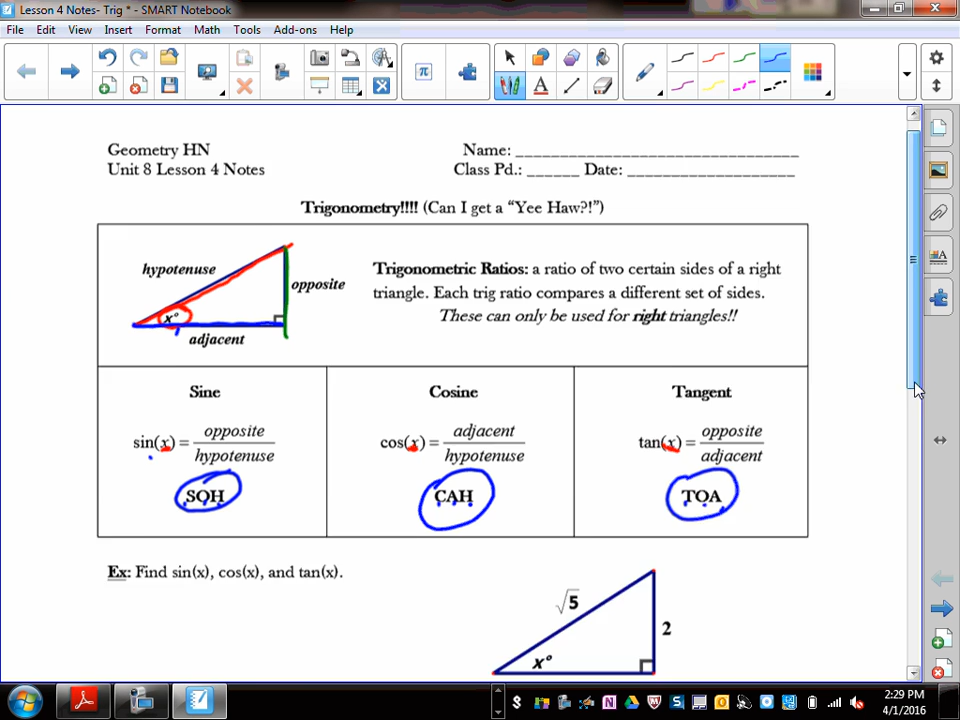 Lesson 4 Notes- Trig * - SMART Notebook
File Edit View Insert Format Math Tools Add-ons Help
Geometry HN
Name: ______________________________
Unit 8 Lesson 4 Notes
Class Pd.: ______ Date: __________________
Trigonometry!!!! (Can I get a “Yee Haw?!”)
hypotenuse
opposite
x°
adjacent
Trigonometric Ratios: a ratio of two certain sides of a right
triangle. Each trig ratio compares a different set of sides.
These can only be used for right triangles!!
Sine
sin(x) = opposite / hypotenuse
SOH
Cosine
cos(x) = adjacent / hypotenuse
CAH
Tangent
tan(x) = opposite / adjacent
TOA
Ex: Find sin(x), cos(x), and tan(x).
√5
2
x°
2:29 PM
4/1/2016